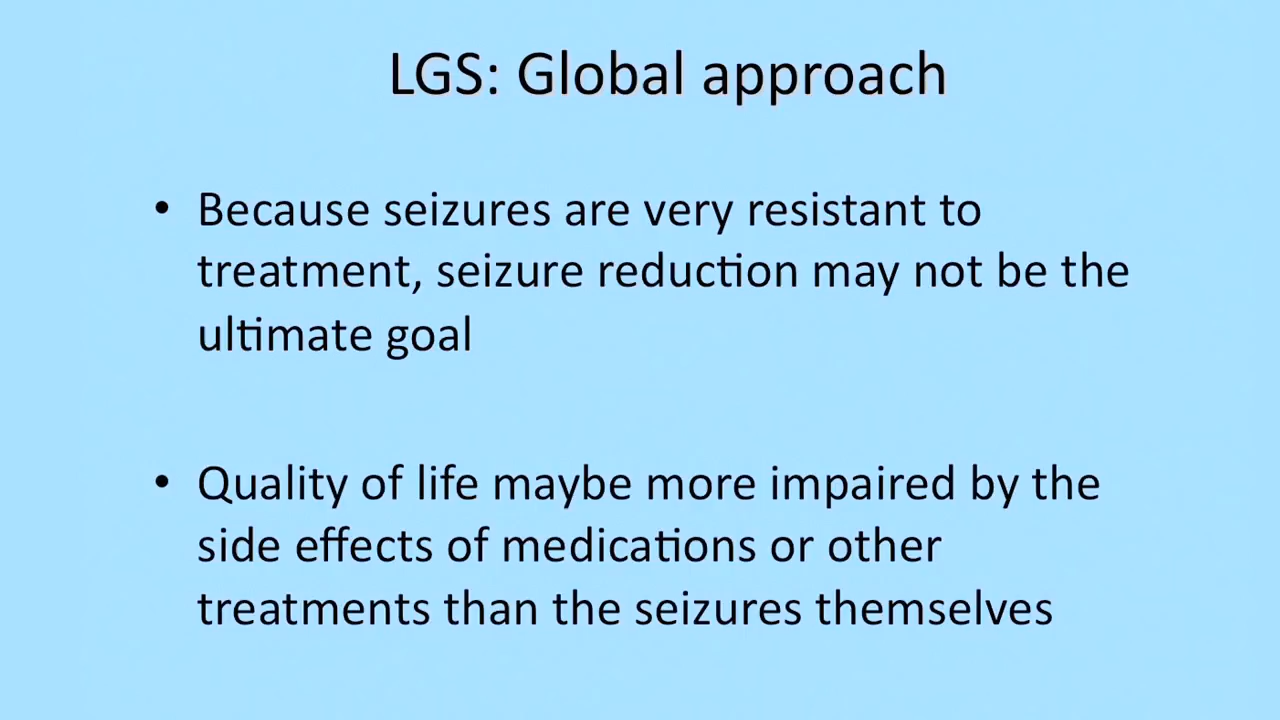 LGS: Global approach
• Because seizures are very resistant to
treatment, seizure reduction may not be the
ultimate goal
• Quality of life maybe more impaired by the
side effects of medications or other
treatments than the seizures themselves